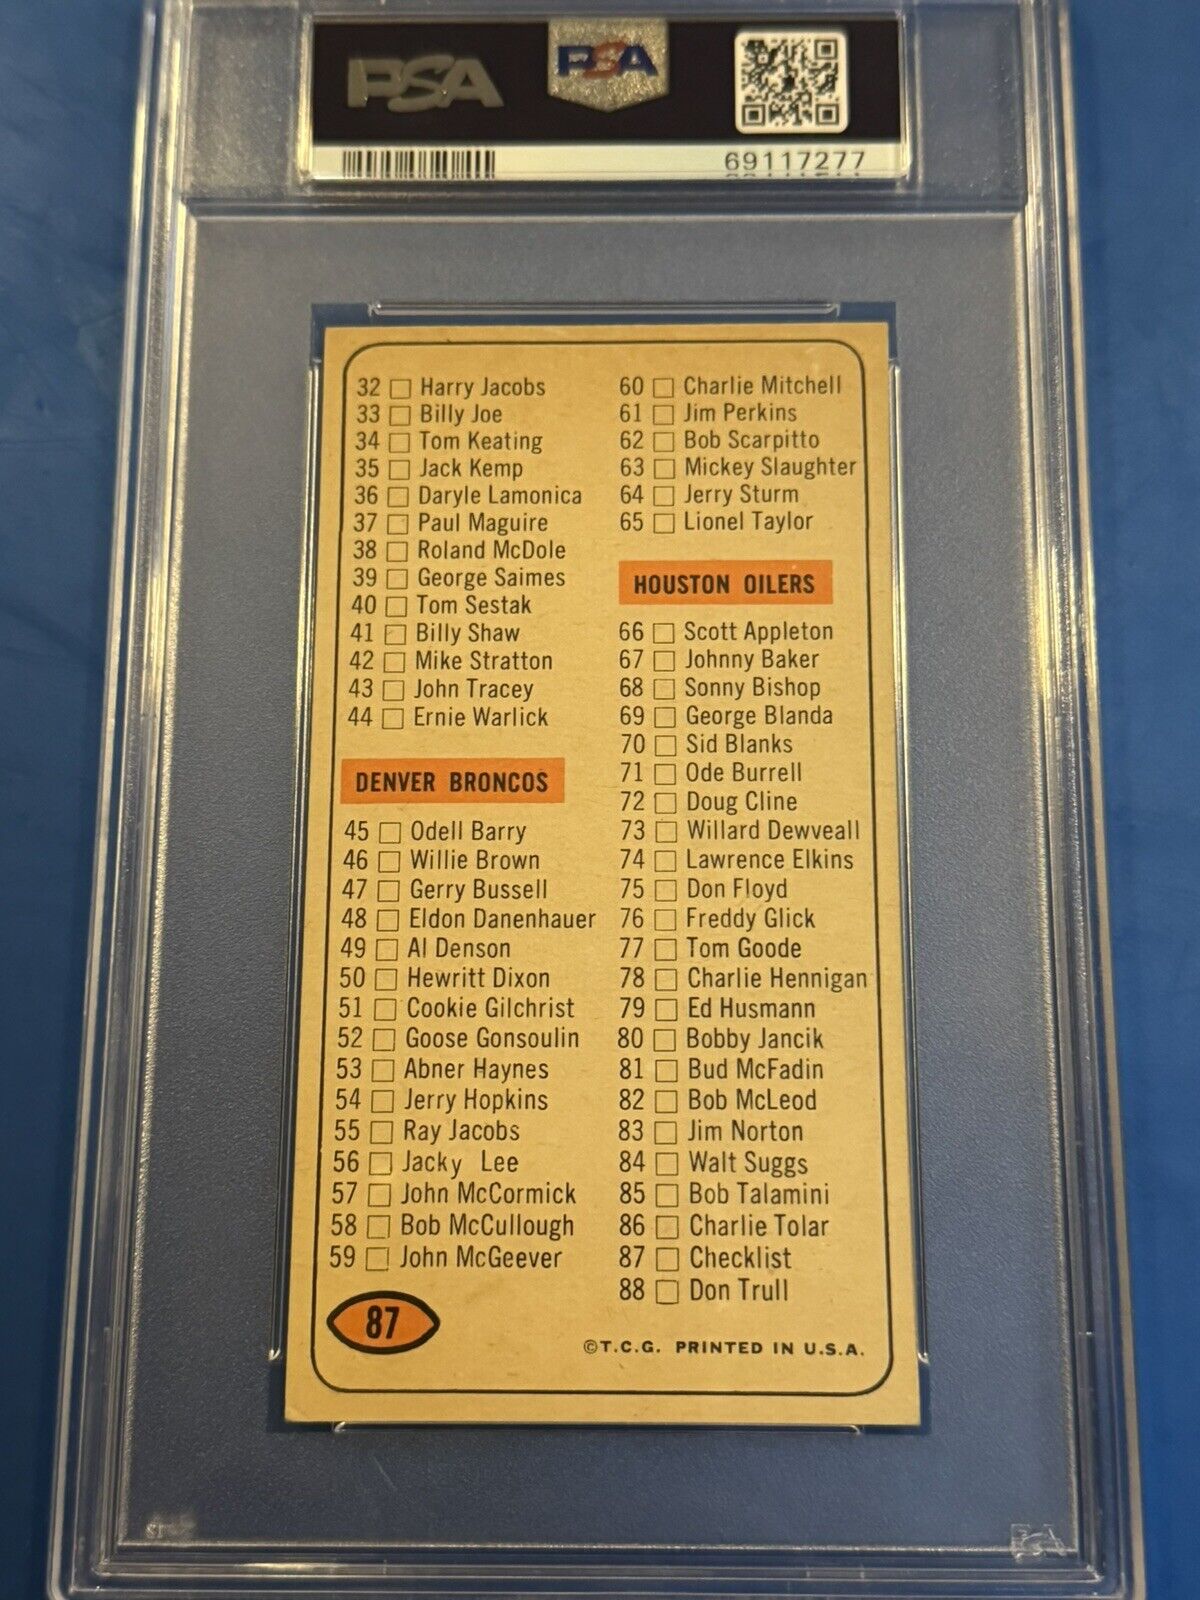 PSA
PSA
69117277
32 Harry Jacobs
33 Billy Joe
34 Tom Keating
35 Jack Kemp
36 Daryle Lamonica
37 Paul Maguire
38 Roland McDole
39 George Saimes
40 Tom Sestak
41 Billy Shaw
42 Mike Stratton
43 John Tracey
44 Ernie Warlick
DENVER BRONCOS
45 Odell Barry
46 Willie Brown
47 Gerry Bussell
48 Eldon Danenhauer
49 Al Denson
50 Hewritt Dixon
51 Cookie Gilchrist
52 Goose Gonsoulin
53 Abner Haynes
54 Jerry Hopkins
55 Ray Jacobs
56 Jacky Lee
57 John McCormick
58 Bob McCullough
59 John McGeever
87
60 Charlie Mitchell
61 Jim Perkins
62 Bob Scarpitto
63 Mickey Slaughter
64 Jerry Sturm
65 Lionel Taylor
HOUSTON OILERS
66 Scott Appleton
67 Johnny Baker
68 Sonny Bishop
69 George Blanda
70 Sid Blanks
71 Ode Burrell
72 Doug Cline
73 Willard Dewveall
74 Lawrence Elkins
75 Don Floyd
76 Freddy Glick
77 Tom Goode
78 Charlie Hennigan
79 Ed Husmann
80 Bobby Jancik
81 Bud McFadin
82 Bob McLeod
83 Jim Norton
84 Walt Suggs
85 Bob Talamini
86 Charlie Tolar
87 Checklist
88 Don Trull
©T.C.G. PRINTED IN U.S.A.